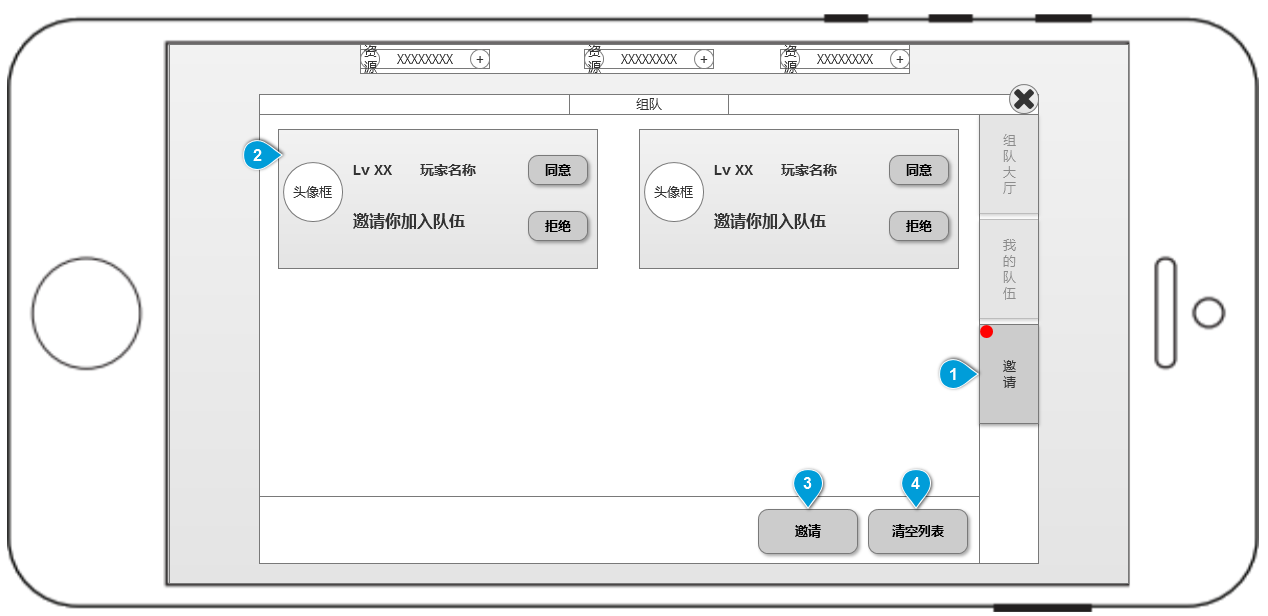 资源 XXXXXXXX + 资源 XXXXXXXX + 资源 XXXXXXXX +
组队
2
头像框
Lv XX 玩家名称
同意
邀请你加入队伍
拒绝
头像框
Lv XX 玩家名称
同意
邀请你加入队伍
拒绝
组队大厅
我的队伍
1
邀请
3
4
邀请
清空列表